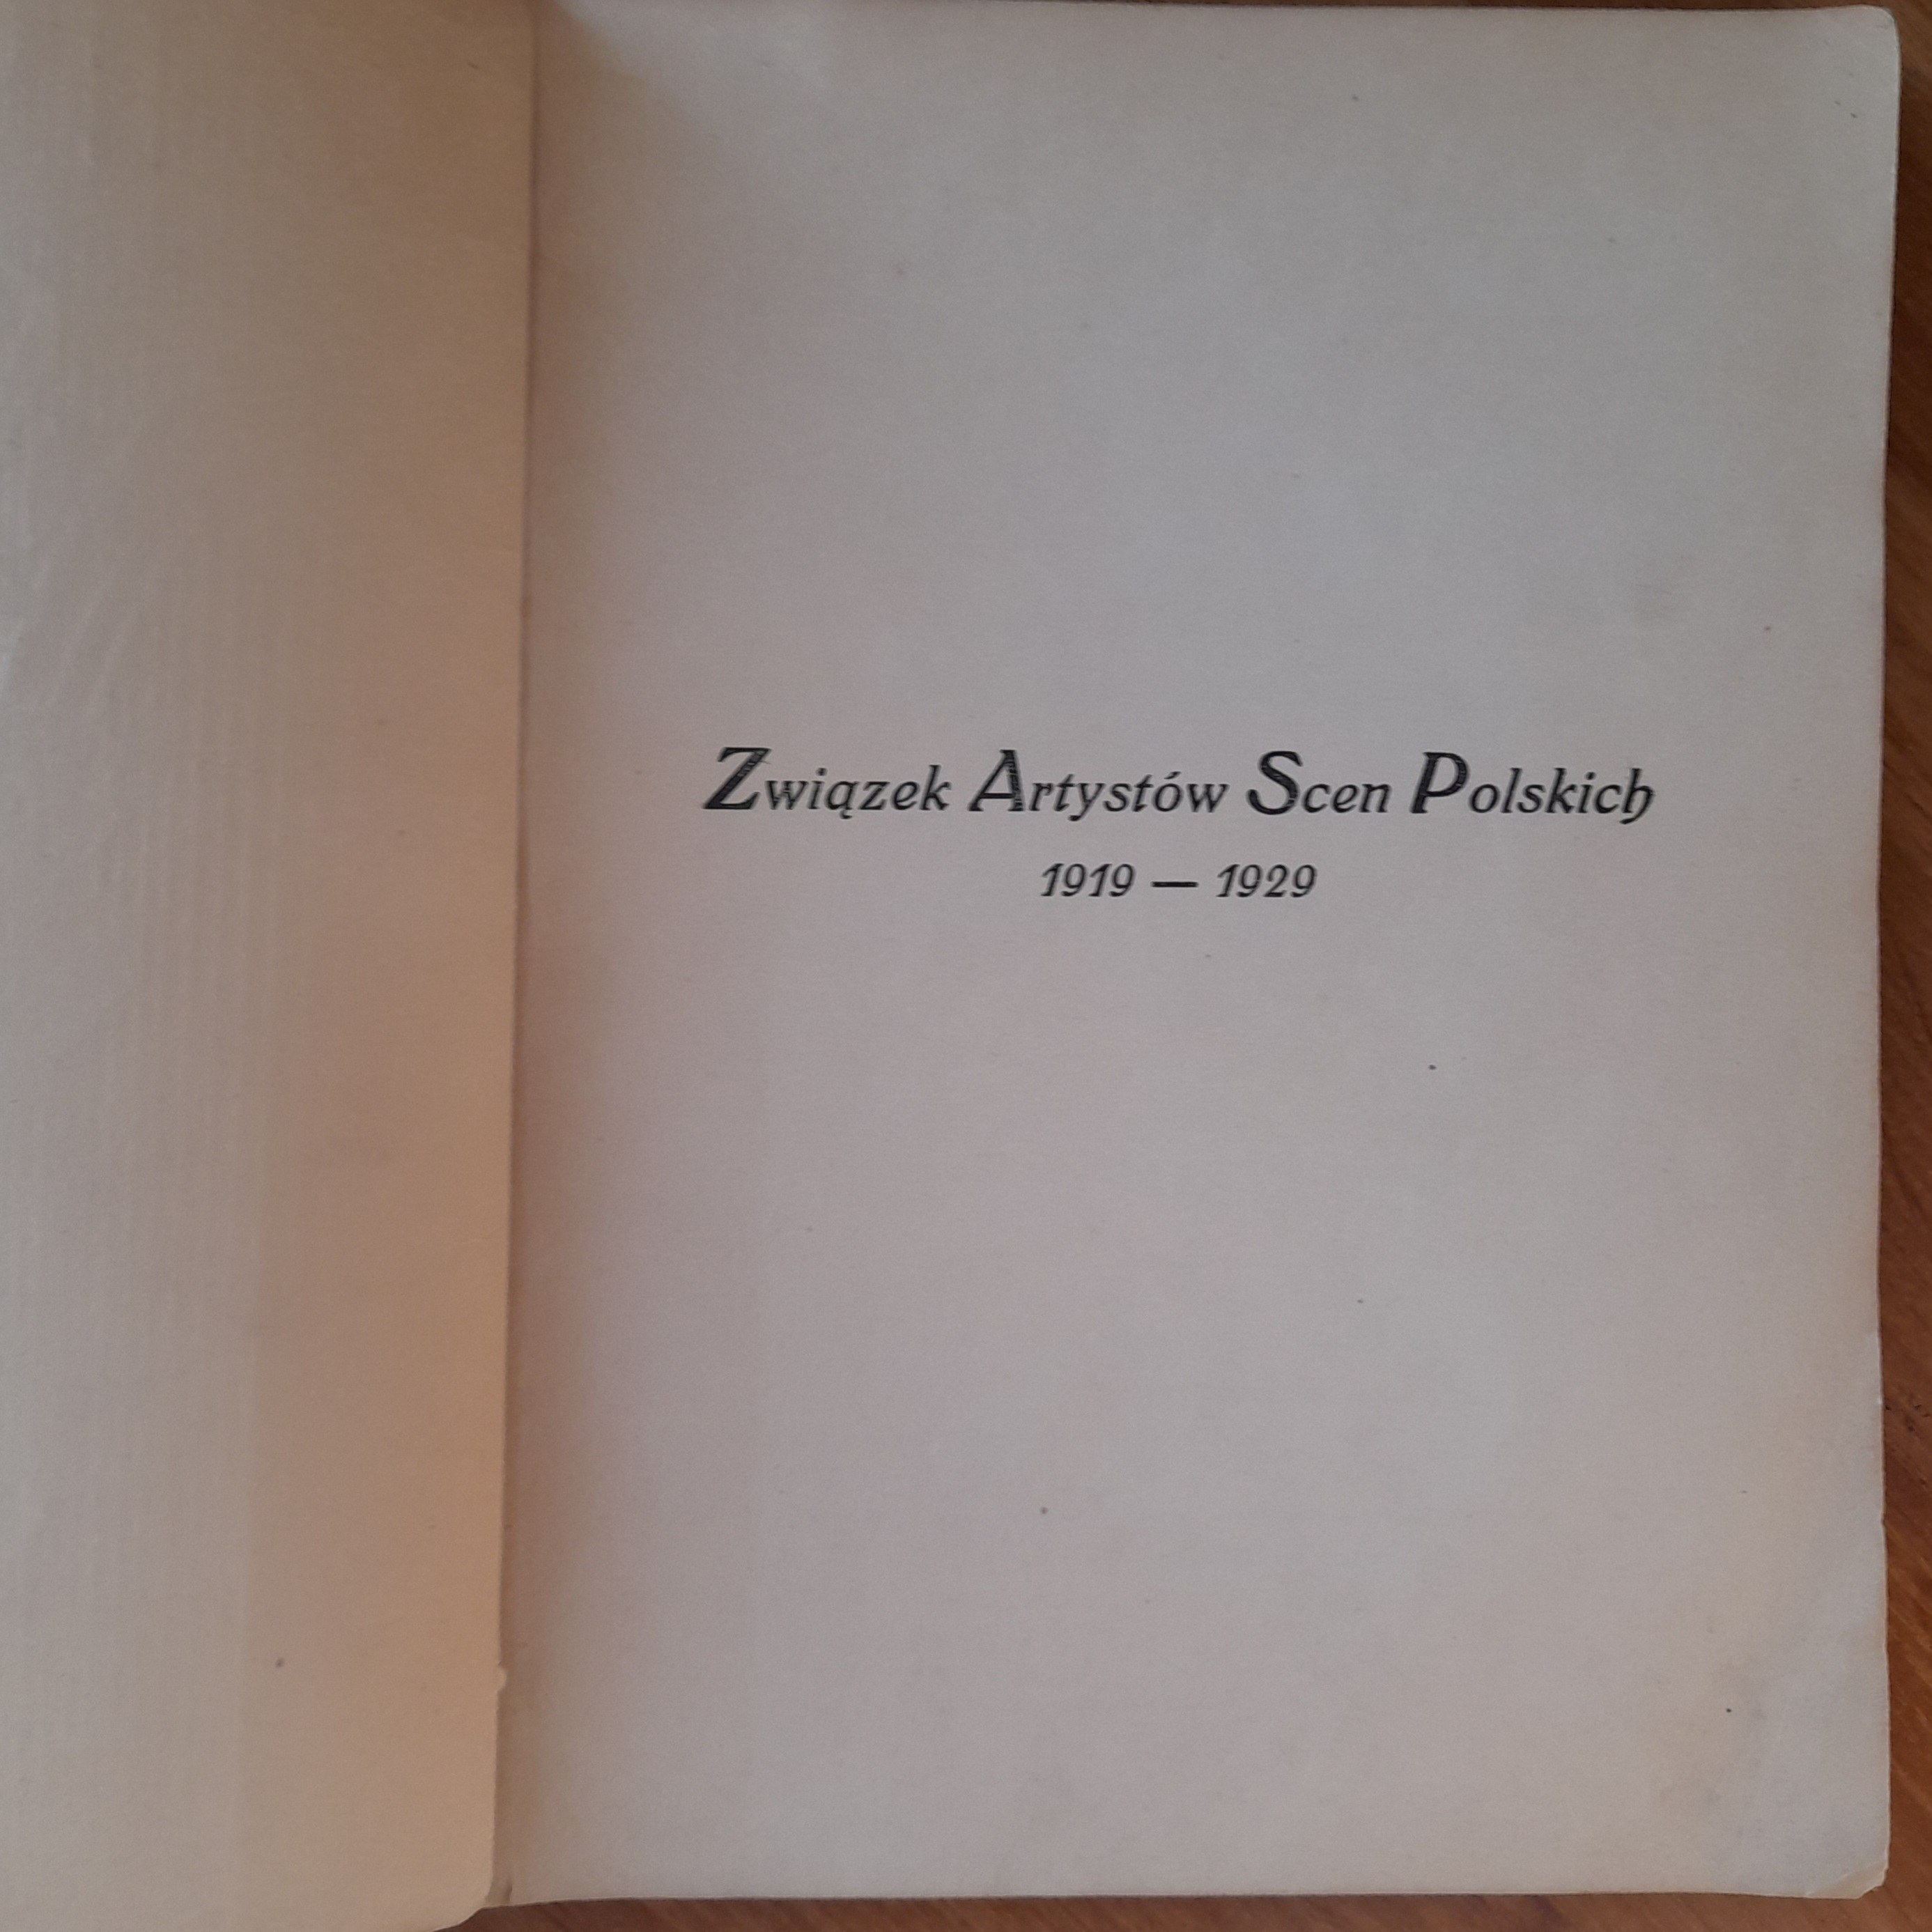 Związek Artystów Scen Polskich
1919 — 1929